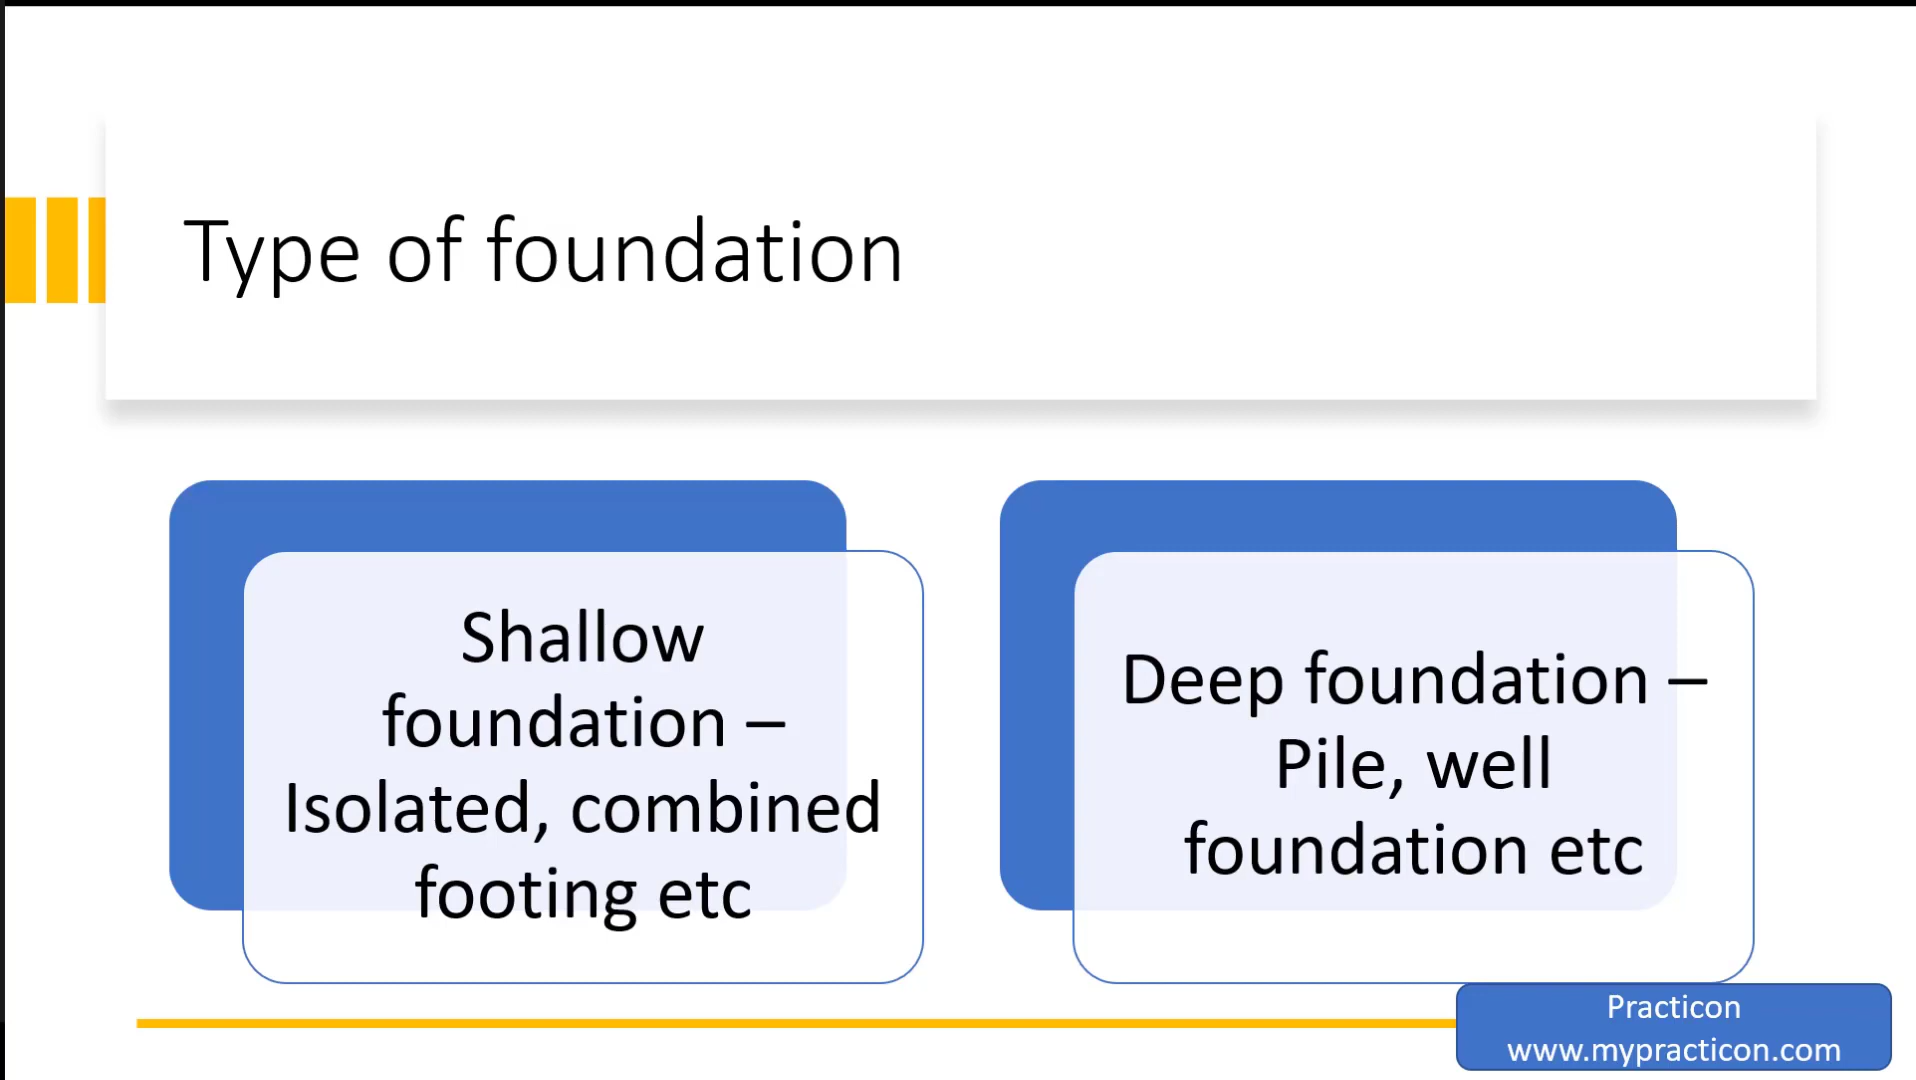 Type of foundation
Shallow
foundation –
Isolated, combined
footing etc
Deep foundation –
Pile, well
foundation etc
Practicon
www.mypracticon.com